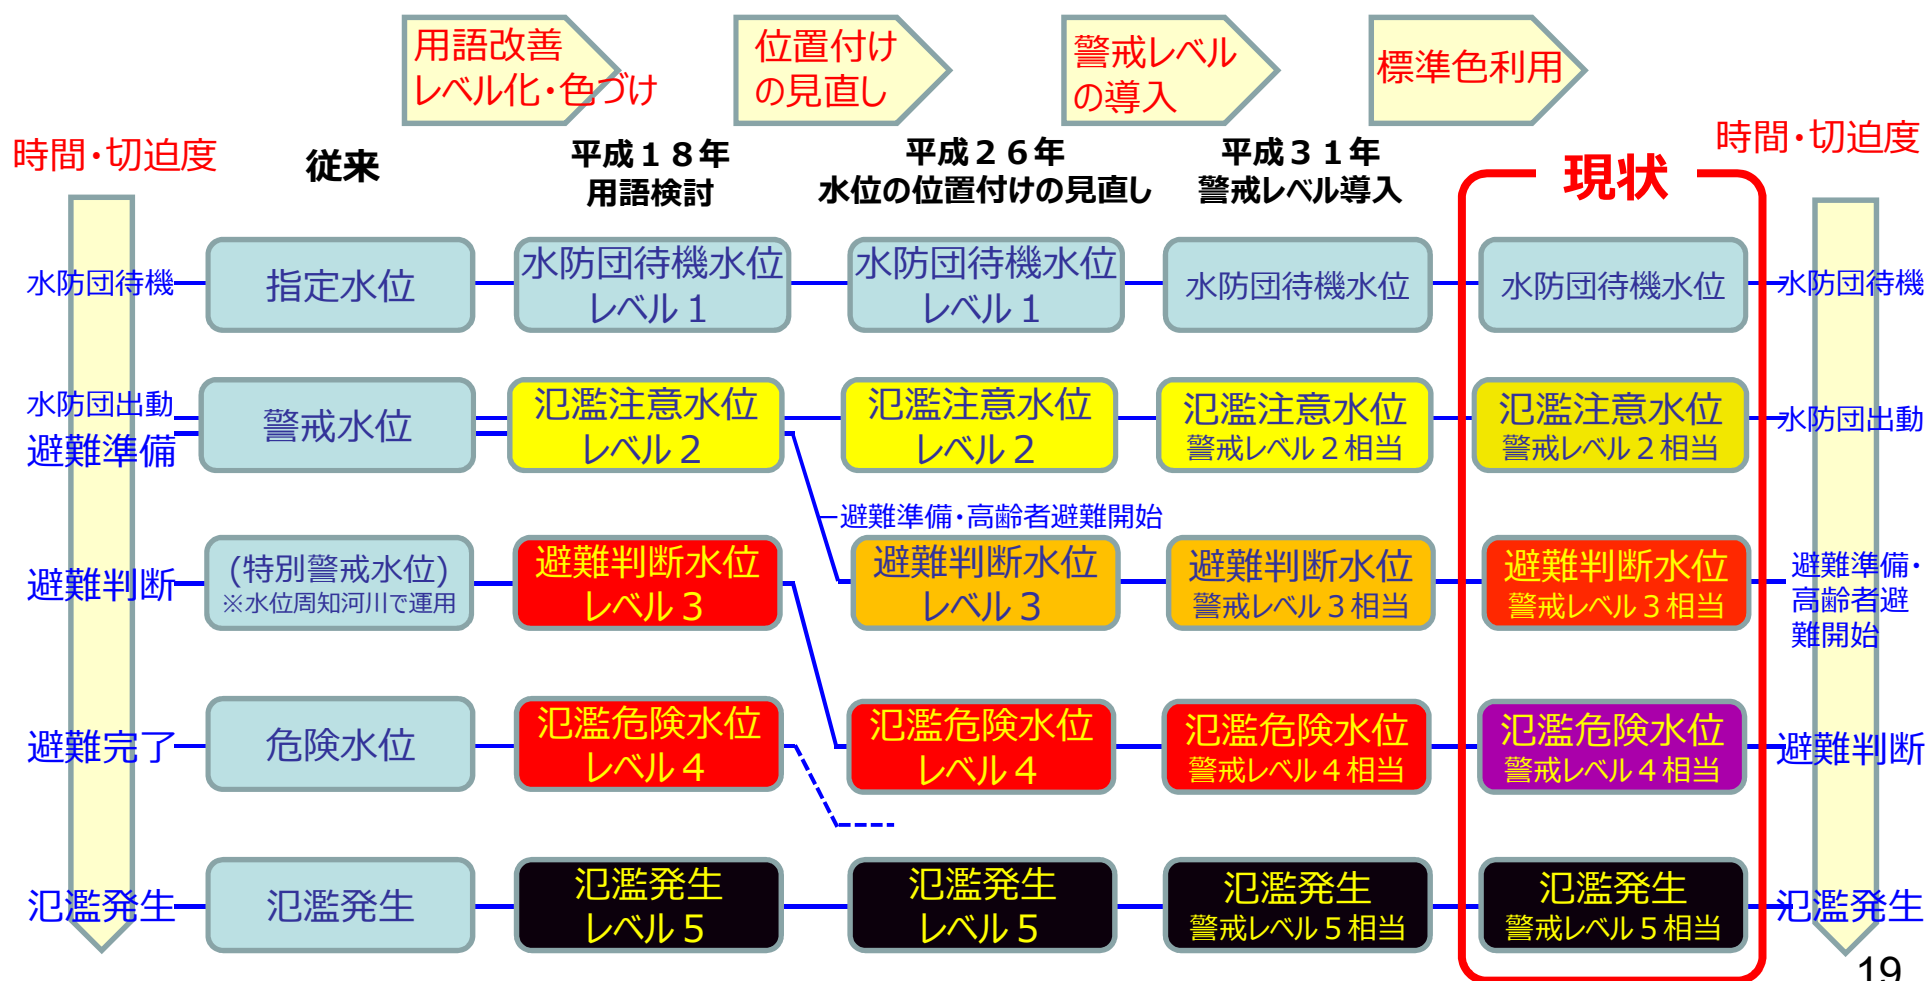 用語改善
レベル化・色づけ
位置付け
の見直し
警戒レベル
の導入
標準色利用
時間・切迫度
従来
平成１８年
用語検討
平成２６年
水位の位置付けの見直し
平成３１年
警戒レベル導入
現状
時間・切迫度
水防団待機
指定水位
水防団待機水位
レベル１
水防団待機水位
レベル１
水防団待機水位
水防団待機水位
水防団待機
水防団出動
避難準備
警戒水位
氾濫注意水位
レベル２
氾濫注意水位
レベル２
氾濫注意水位
警戒レベル２相当
氾濫注意水位
警戒レベル２相当
水防団出動
避難準備・高齢者避難開始
避難判断
(特別警戒水位)
※水位周知河川で運用
避難判断水位
レベル３
避難判断水位
レベル３
避難判断水位
警戒レベル３相当
避難判断水位
警戒レベル３相当
避難準備・
高齢者避
難開始
避難完了
危険水位
氾濫危険水位
レベル４
氾濫危険水位
レベル４
氾濫危険水位
警戒レベル４相当
氾濫危険水位
警戒レベル４相当
避難判断
氾濫発生
氾濫発生
氾濫発生
レベル５
氾濫発生
レベル５
氾濫発生
警戒レベル５相当
氾濫発生
警戒レベル５相当
氾濫発生
19